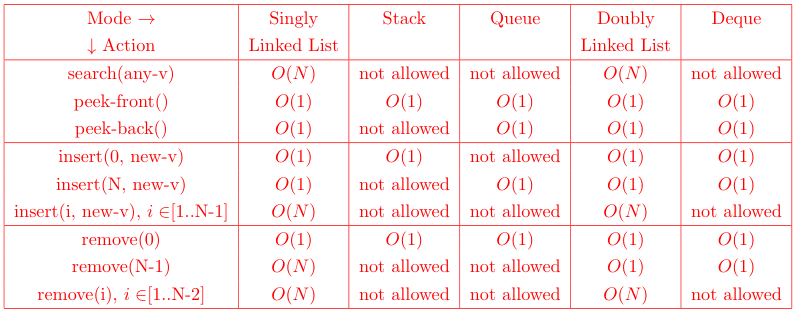 Mode → Singly Stack Queue Doubly Deque
↓ Action Linked List Linked List
search(any-v) O(N) not allowed not allowed O(N) not allowed
peek-front() O(1) O(1) O(1) O(1) O(1)
peek-back() O(1) not allowed O(1) O(1) O(1)
insert(0, new-v) O(1) O(1) not allowed O(1) O(1)
insert(N, new-v) O(1) not allowed O(1) O(1) O(1)
insert(i, new-v), i ∈[1..N-1] O(N) not allowed not allowed O(N) not allowed
remove(0) O(1) O(1) O(1) O(1) O(1)
remove(N-1) O(N) not allowed not allowed O(1) O(1)
remove(i), i ∈[1..N-2] O(N) not allowed not allowed O(N) not allowed